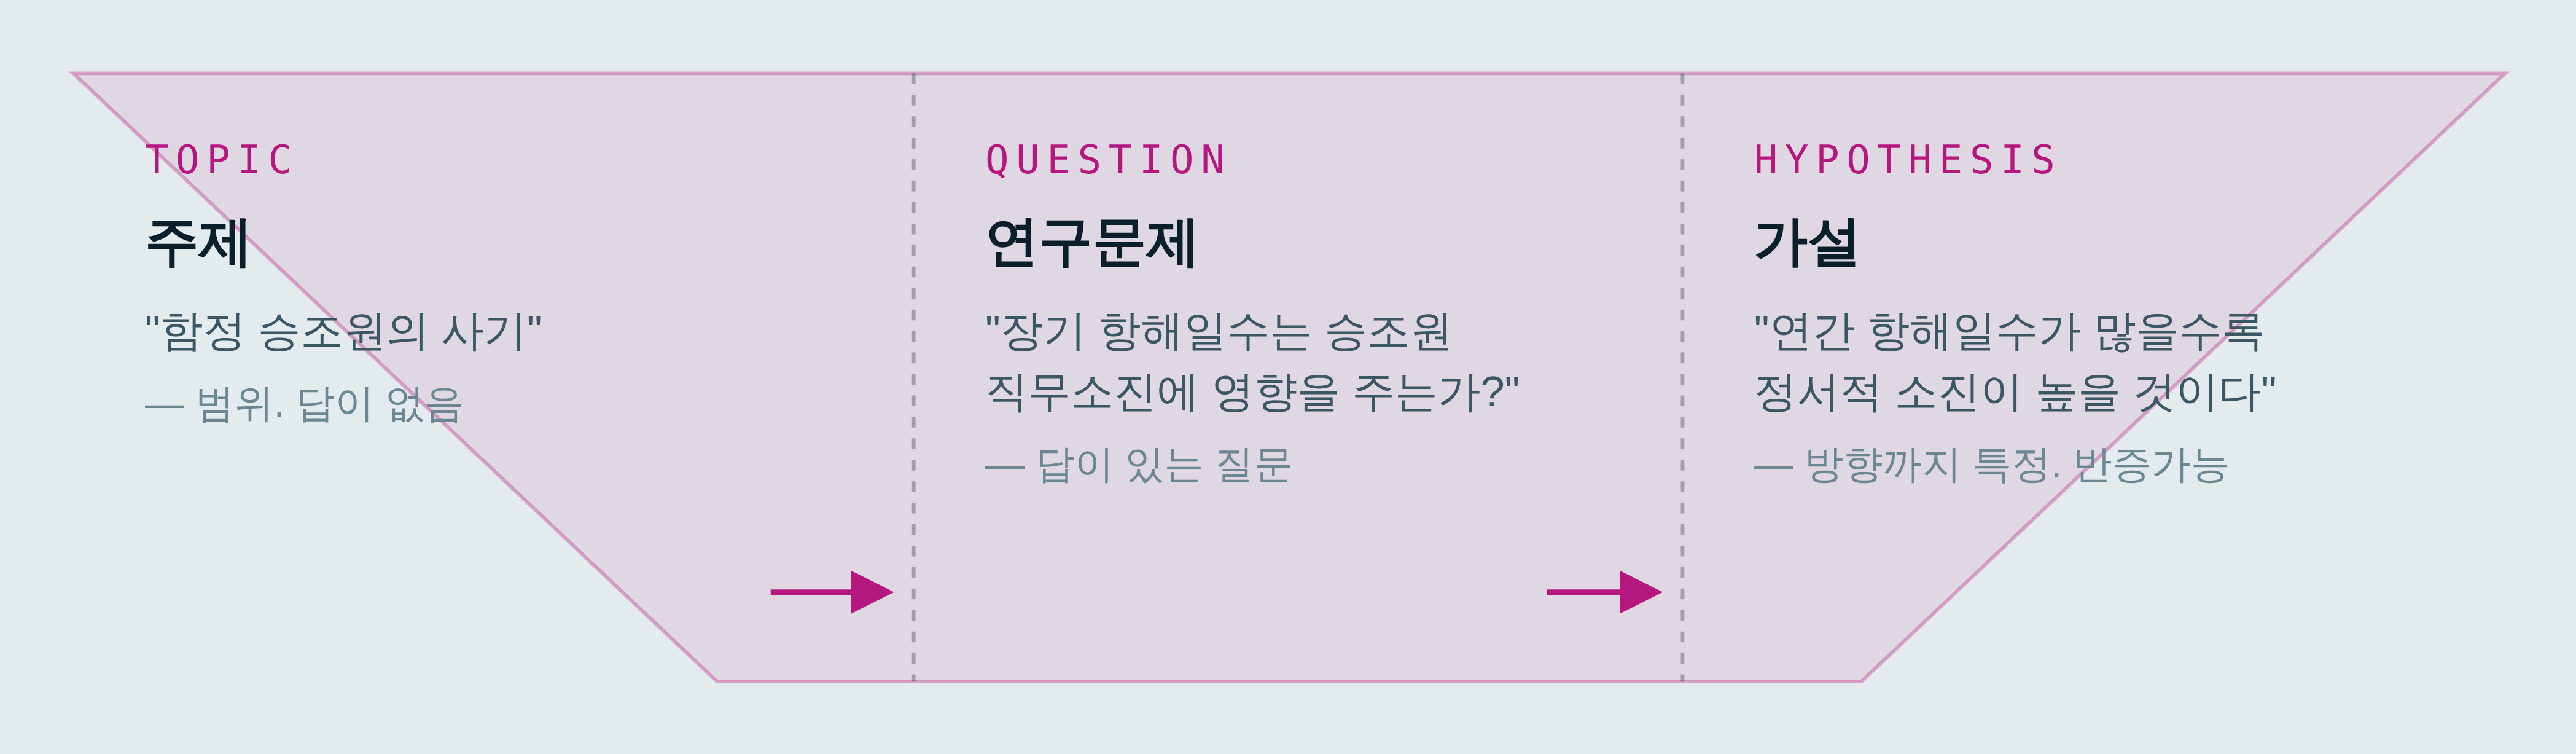 TOPIC
주제
"함정 승조원의 사기"
— 범위. 답이 없음
QUESTION
연구문제
"장기 항해일수는 승조원
직무소진에 영향을 주는가?"
— 답이 있는 질문
HYPOTHESIS
가설
"연간 항해일수가 많을수록
정서적 소진이 높을 것이다"
— 방향까지 특정. 반증가능